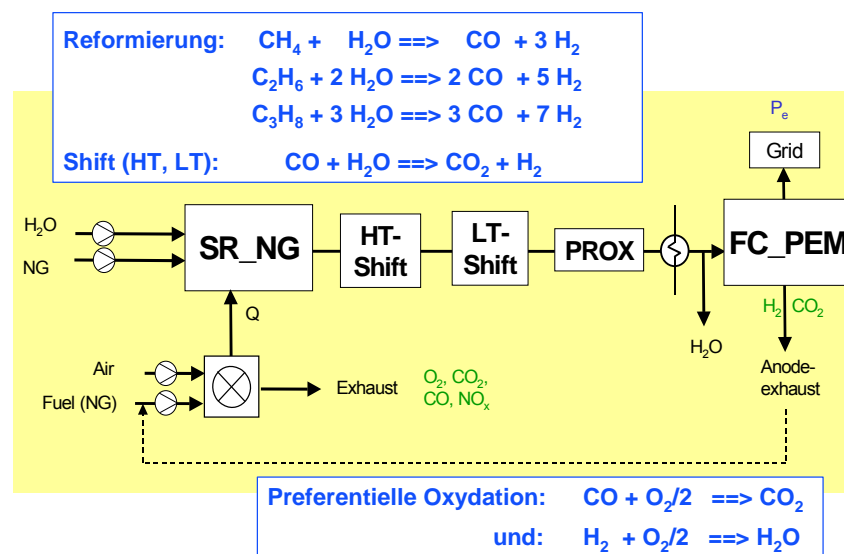 Reformierung: CH₄ + H₂O ==> CO + 3 H₂
C₂H₆ + 2 H₂O ==> 2 CO + 5 H₂
C₃H₈ + 3 H₂O ==> 3 CO + 7 H₂
Shift (HT, LT): CO + H₂O ==> CO₂ + H₂
Pₑ
Grid
H₂O
NG
SR_NG
HT-
Shift
LT-
Shift
PROX
FC_PEM
Q
H₂ CO₂
H₂O
Air
Fuel (NG)
Exhaust
O₂, CO₂,
CO, NOₓ
Anode-
exhaust
Preferentielle Oxydation: CO + O₂/2 ==> CO₂
und: H₂ + O₂/2 ==> H₂O